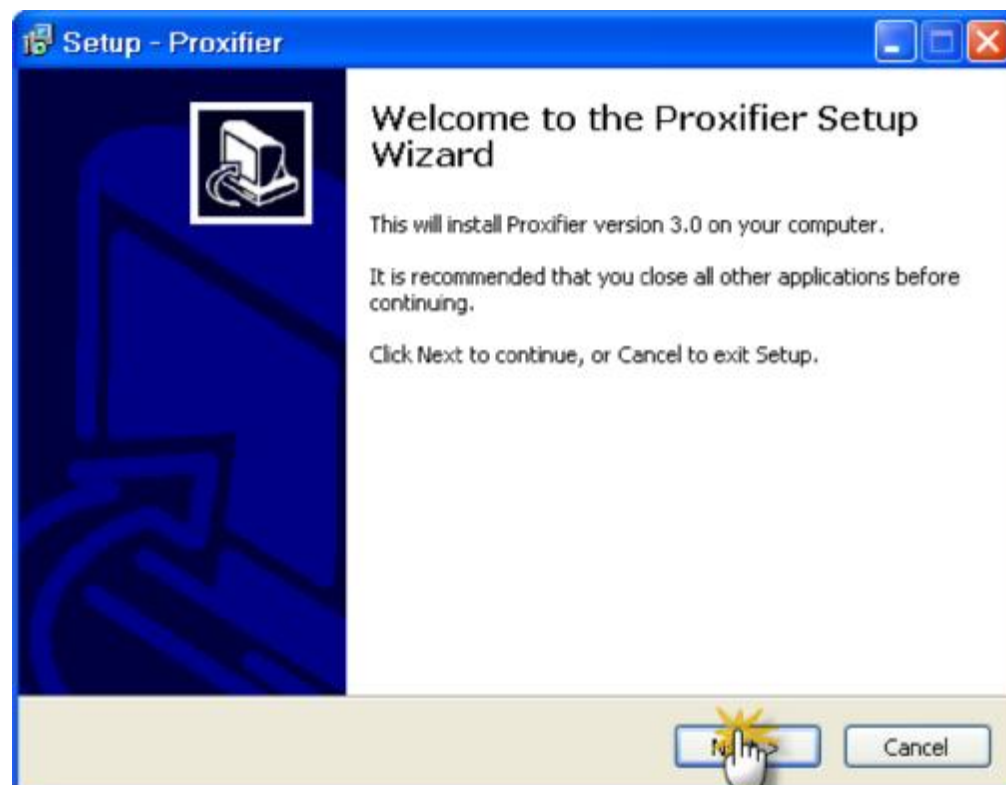 Setup - Proxifier
Welcome to the Proxifier Setup
Wizard
This will install Proxifier version 3.0 on your computer.
It is recommended that you close all other applications before
continuing.
Click Next to continue, or Cancel to exit Setup.
Cancel